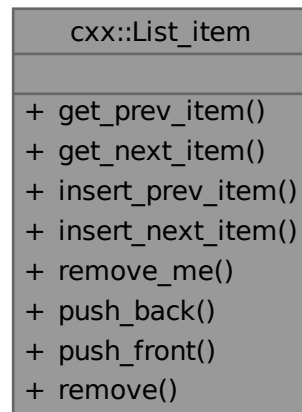 cxx::List_item
+ get_prev_item()
+ get_next_item()
+ insert_prev_item()
+ insert_next_item()
+ remove_me()
+ push_back()
+ push_front()
+ remove()